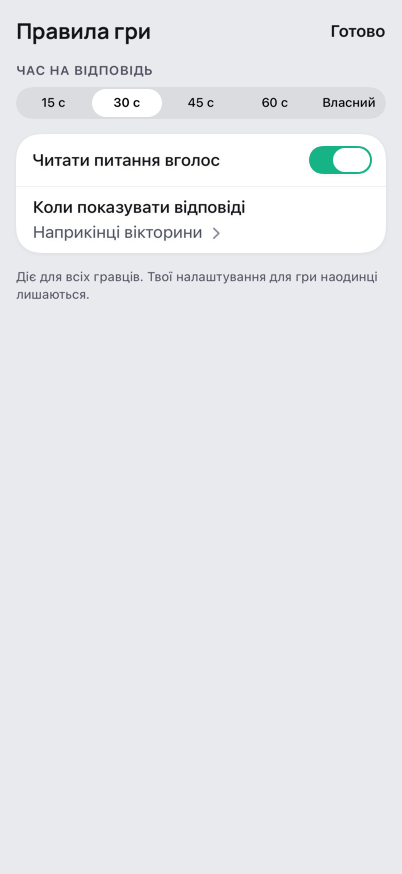 Правила гри
Готово
ЧАС НА ВІДПОВІДЬ
15 с
30 с
45 с
60 с
Власний
Читати питання вголос
Коли показувати відповіді
Наприкінці вікторини
Діє для всіх гравців. Твої налаштування для гри наодинці
лишаються.